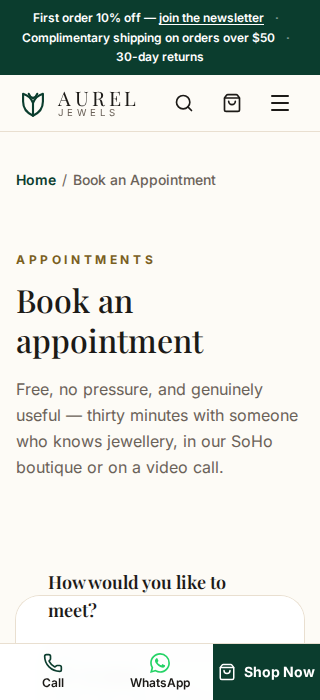 First order 10% off — join the newsletter ·
Complimentary shipping on orders over $50 ·
30-day returns
AUREL
JEWELS
Home / Book an Appointment
APPOINTMENTS
Book an
appointment
Free, no pressure, and genuinely
useful — thirty minutes with someone
who knows jewellery, in our SoHo
boutique or on a video call.
How would you like to
meet?
Call
WhatsApp
Shop Now